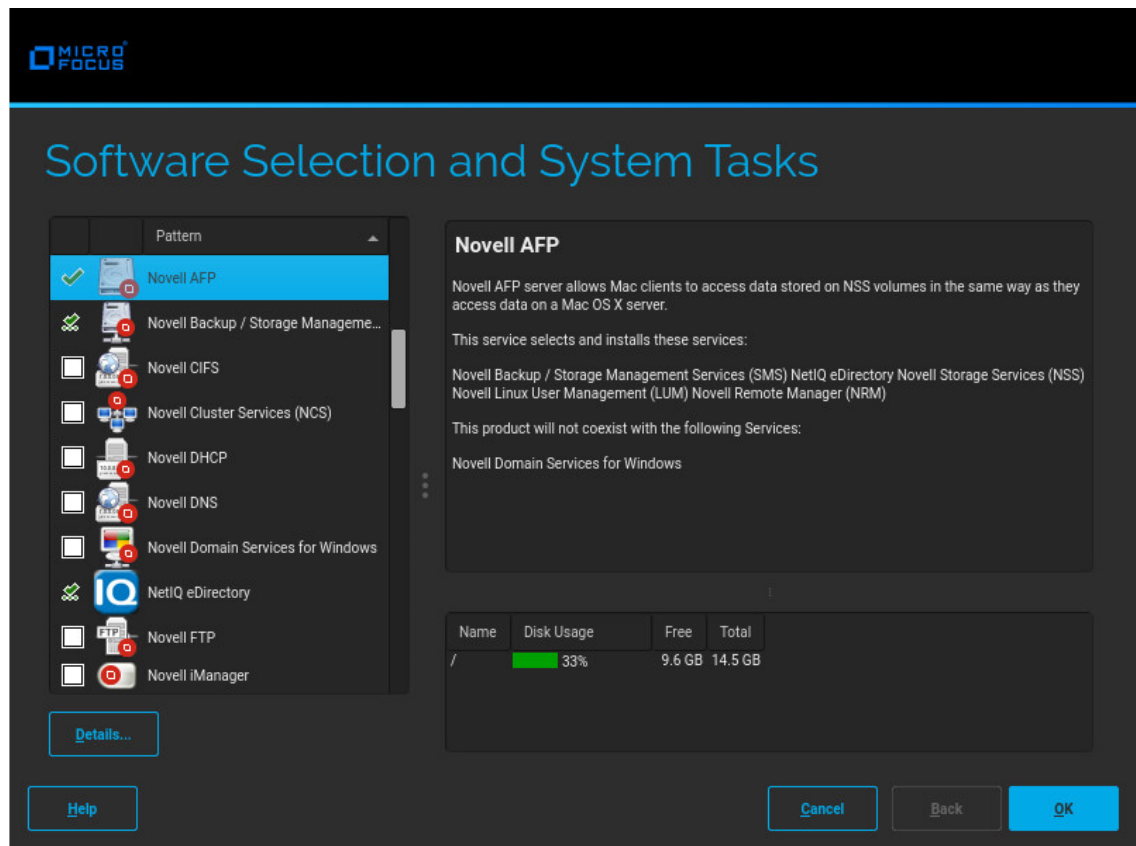 MICRO
FOCUS
Software Selection and System Tasks
Pattern
Novell AFP
Novell Backup / Storage Manageme...
Novell CIFS
Novell Cluster Services (NCS)
Novell DHCP
Novell DNS
Novell Domain Services for Windows
IQ NetIQ eDirectory
FTP Novell FTP
Novell iManager
Details...
Novell AFP
Novell AFP server allows Mac clients to access data stored on NSS volumes in the same way as they
access data on a Mac OS X server.
This service selects and installs these services:
Novell Backup / Storage Management Services (SMS) NetIQ eDirectory Novell Storage Services (NSS)
Novell Linux User Management (LUM) Novell Remote Manager (NRM)
This product will not coexist with the following Services:
Novell Domain Services for Windows
Name Disk Usage Free Total
/ 33% 9.6 GB 14.5 GB
Help
Cancel
Back
OK